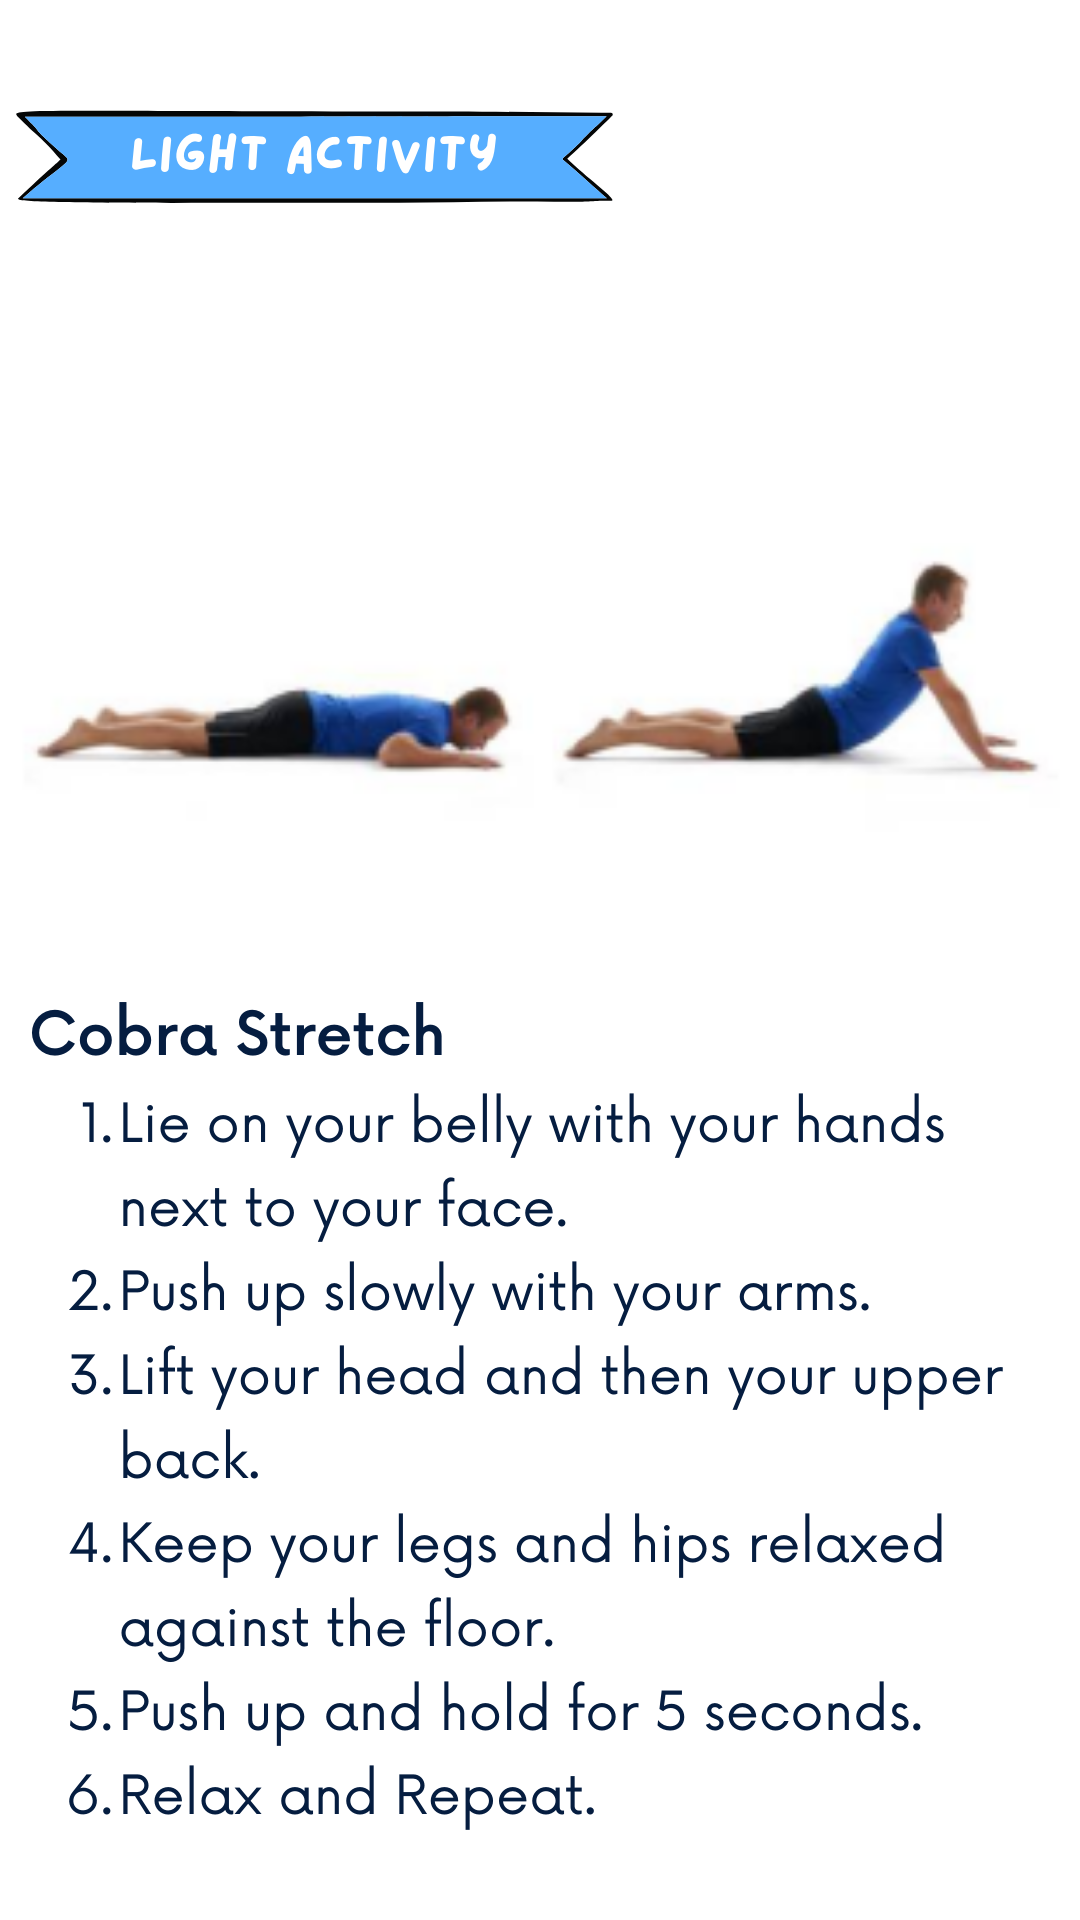 LIGHT ACTIVITY
Cobra Stretch
1. Lie on your belly with your hands
next to your face.
2. Push up slowly with your arms.
3. Lift your head and then your upper
back.
4. Keep your legs and hips relaxed
against the floor.
5. Push up and hold for 5 seconds.
6. Relax and Repeat.